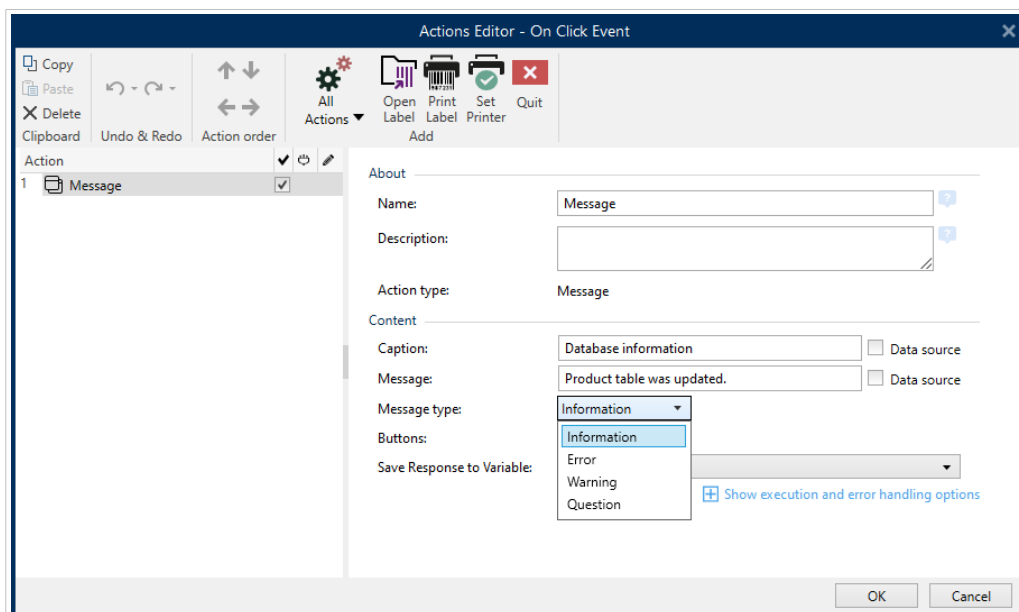 Actions Editor - On Click Event
Copy
Paste
Delete
Clipboard
Undo & Redo
Action order
All
Actions
Open
Label
Print
Label
Set
Printer
Quit
Add
Action
1 Message
About
Name: Message
Description:
Action type: Message
Content
Caption: Database information Data source
Message: Product table was updated. Data source
Message type: Information
Buttons: Information
Error
Save Response to Variable:
Warning
Show execution and error handling options
Question
OK Cancel